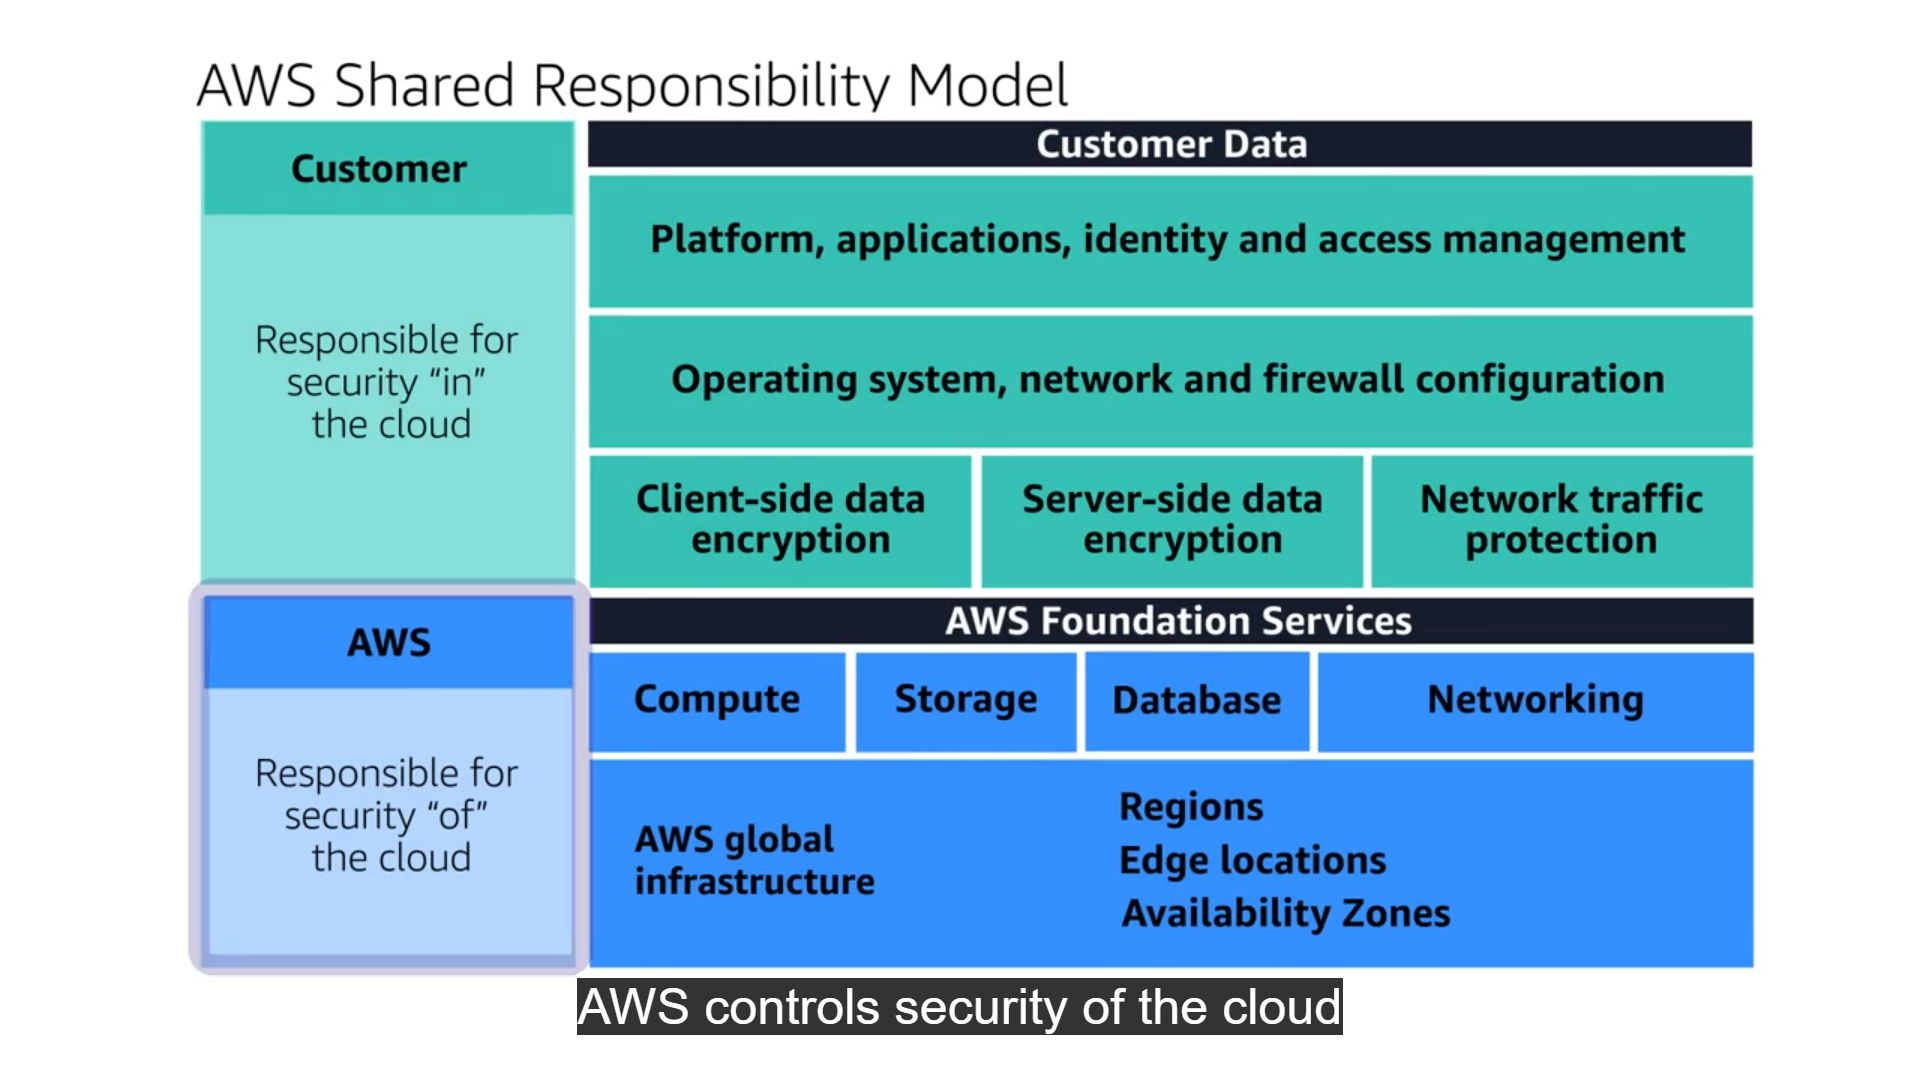 AWS Shared Responsibility Model
Customer
Responsible for
security “in”
the cloud
Customer Data
Platform, applications, identity and access management
Operating system, network and firewall configuration
Client-side data
encryption
Server-side data
encryption
Network traffic
protection
AWS
Responsible for
security “of”
the cloud
AWS Foundation Services
Compute
Storage
Database
Networking
AWS global
infrastructure
Regions
Edge locations
Availability Zones
AWS controls security of the cloud